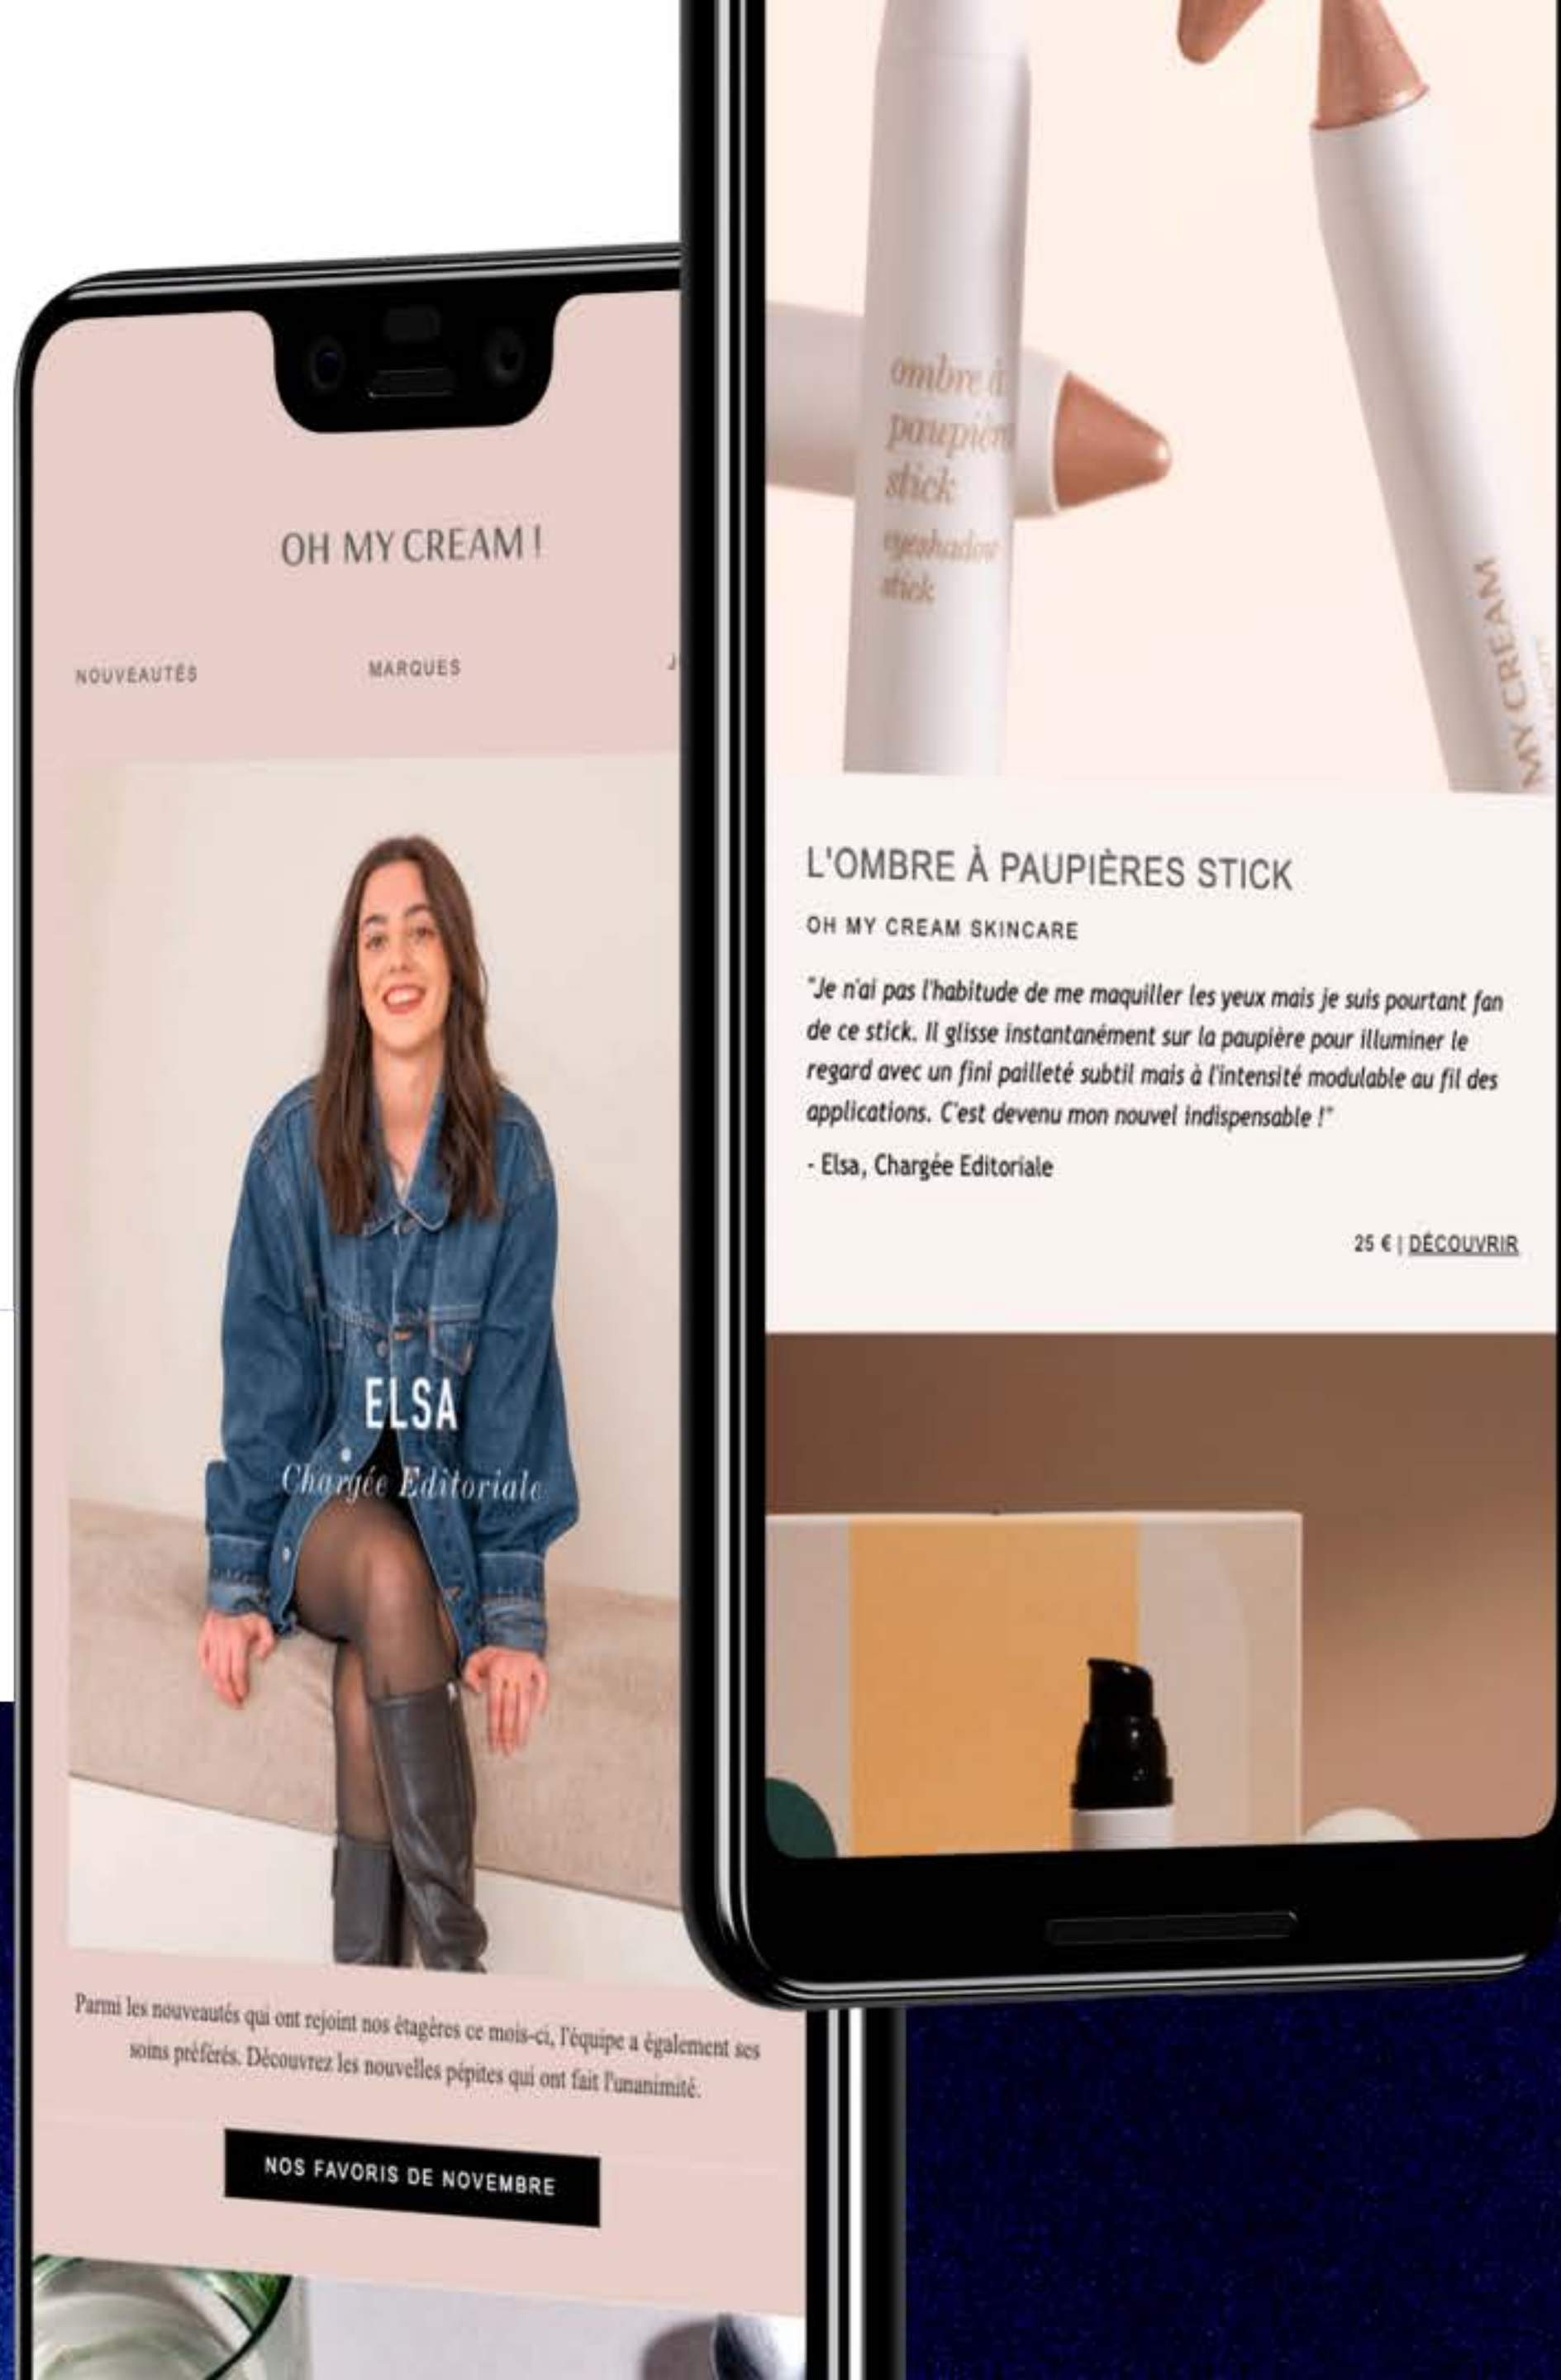 OH MY CREAM !
NOUVEAUTÉS
MARQUES
ELSA
Chargée Editoriale
Parmi les nouveautés qui ont rejoint nos étagères ce mois-ci, l'équipe a également ses
soins préférés. Découvrez les nouvelles pépites qui ont fait l'unanimité.
NOS FAVORIS DE NOVEMBRE
ombre à
stick
eyeshadow
stick
MY CREAM
L'OMBRE À PAUPIÈRES STICK
OH MY CREAM SKINCARE
"Je n'ai pas l'habitude de me maquiller les yeux mais je suis pourtant fan
de ce stick. Il glisse instantanément sur la paupière pour illuminer le
regard avec un fini pailleté subtil mais à l'intensité modulable au fil des
applications. C'est devenu mon nouvel indispensable !"
- Elsa, Chargée Editoriale
25 € | DÉCOUVRIR